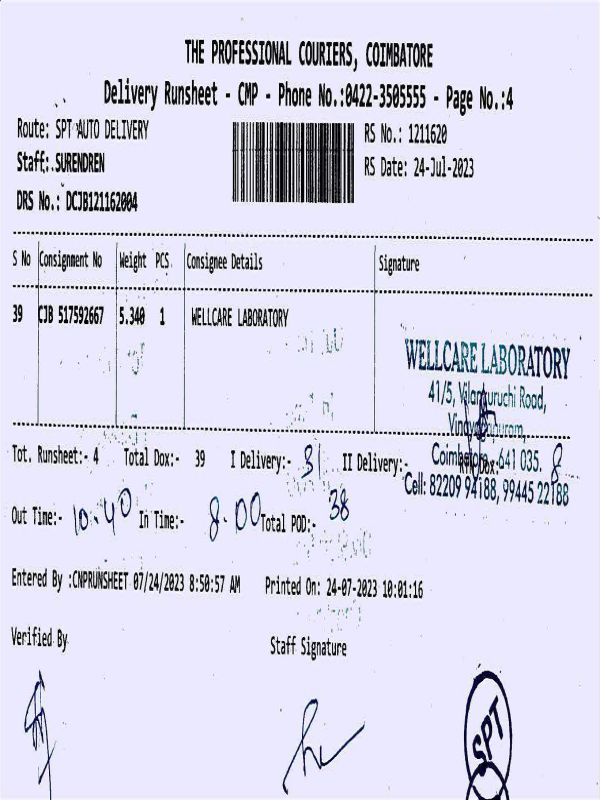 THE PROFESSIONAL COURIERS, COIMBATORE
Delivery Runsheet - CMP - Phone No.:0422-3505555 - Page No.:4
Route: SPT AUTO DELIVERY
RS No.: 1211620
Staff: SURENDREN
RS Date: 24-Jul-2023
DRS No.: DCJB121162004
S No Consignment No Weight PCS Consignee Details Signature
39 CJB 517592667 5.340 1 WELLCARE LABORATORY
WELLCARE LABORATORY
41/5, Vilankuruchi Road,
Coimbatore - 641 035.
Cell: 82209 94188, 99445 22188
Tot. Runsheet:- 4 Total Dox:- 39 I Delivery:- 31 II Delivery:- Dox: 8
Out Time:- 10.40 In Time:- 8.00 Total POD:- 38
Entered By :CNPRUNSHEET 07/24/2023 8:50:57 AM Printed On: 24-07-2023 10:01:16
Verified By
Staff Signature
SPT